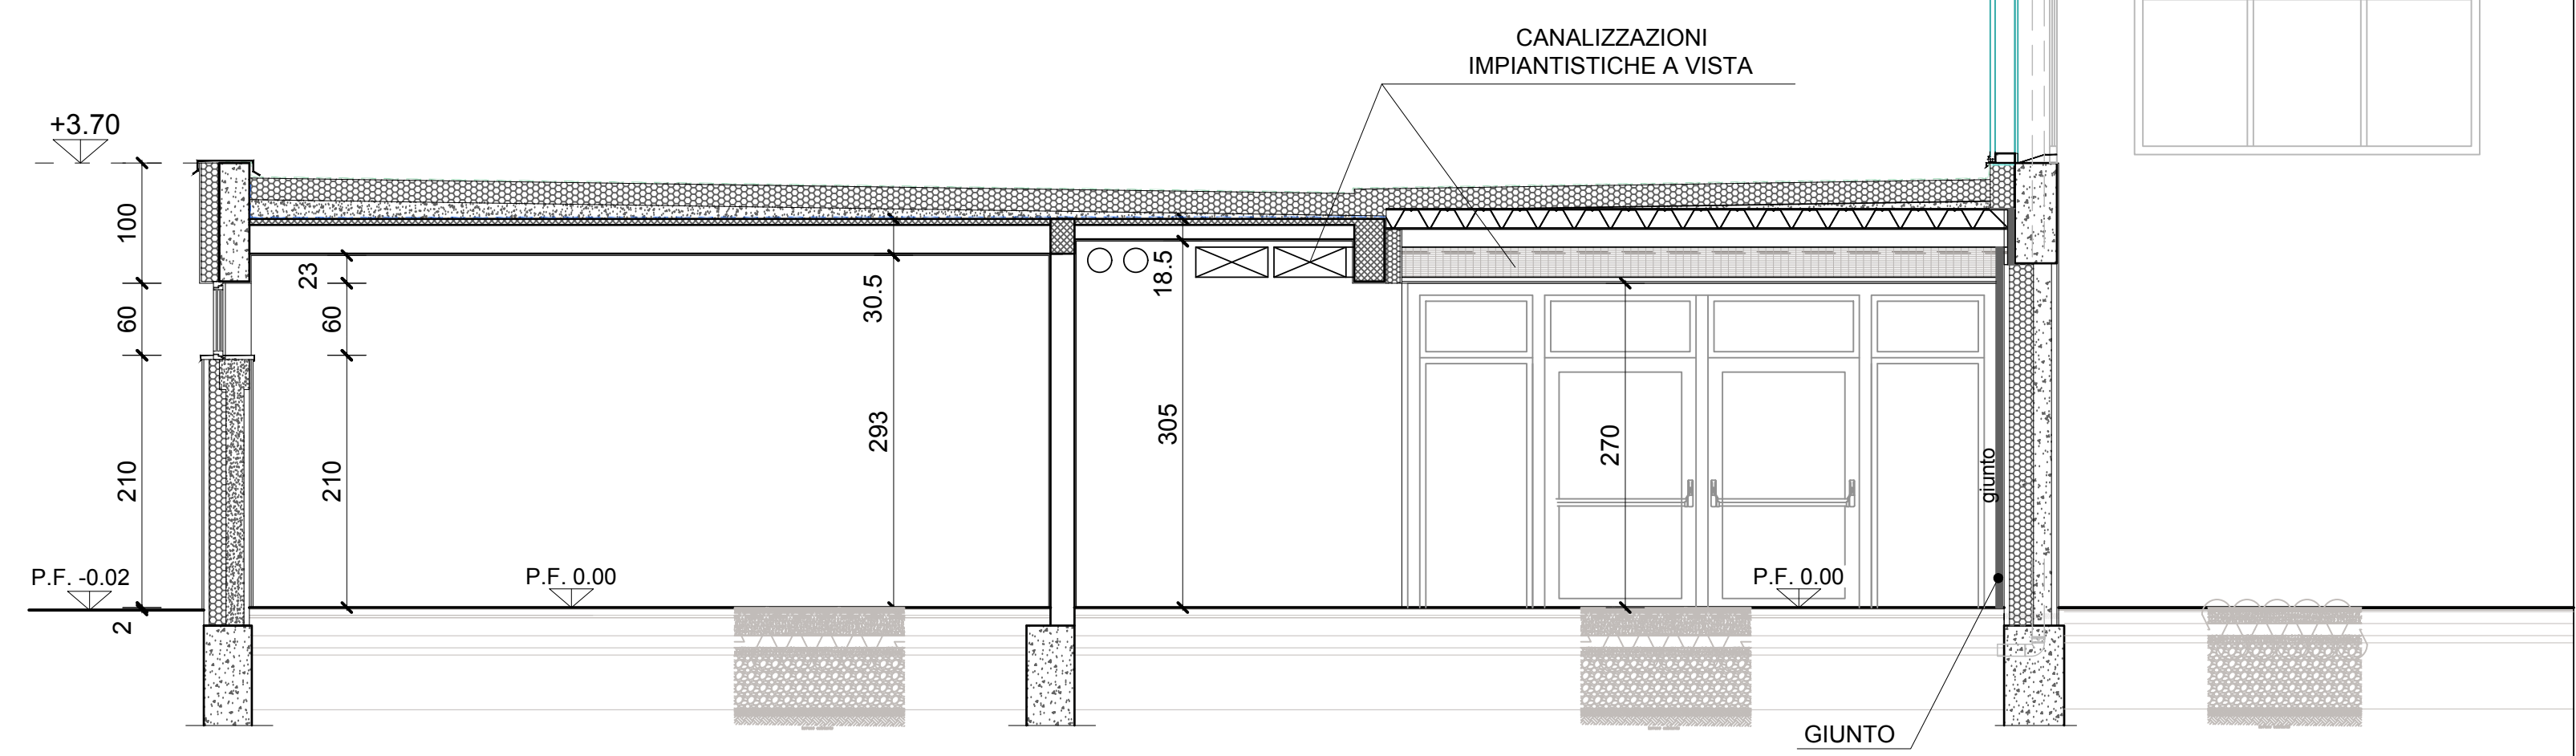 CANALIZZAZIONI
IMPIANTISTICHE A VISTA
+3.70
100
23
30.5
18.5
60
60
293
305
270
210
210
giunto
P.F. -0.02
P.F. 0.00
P.F. 0.00
2
GIUNTO